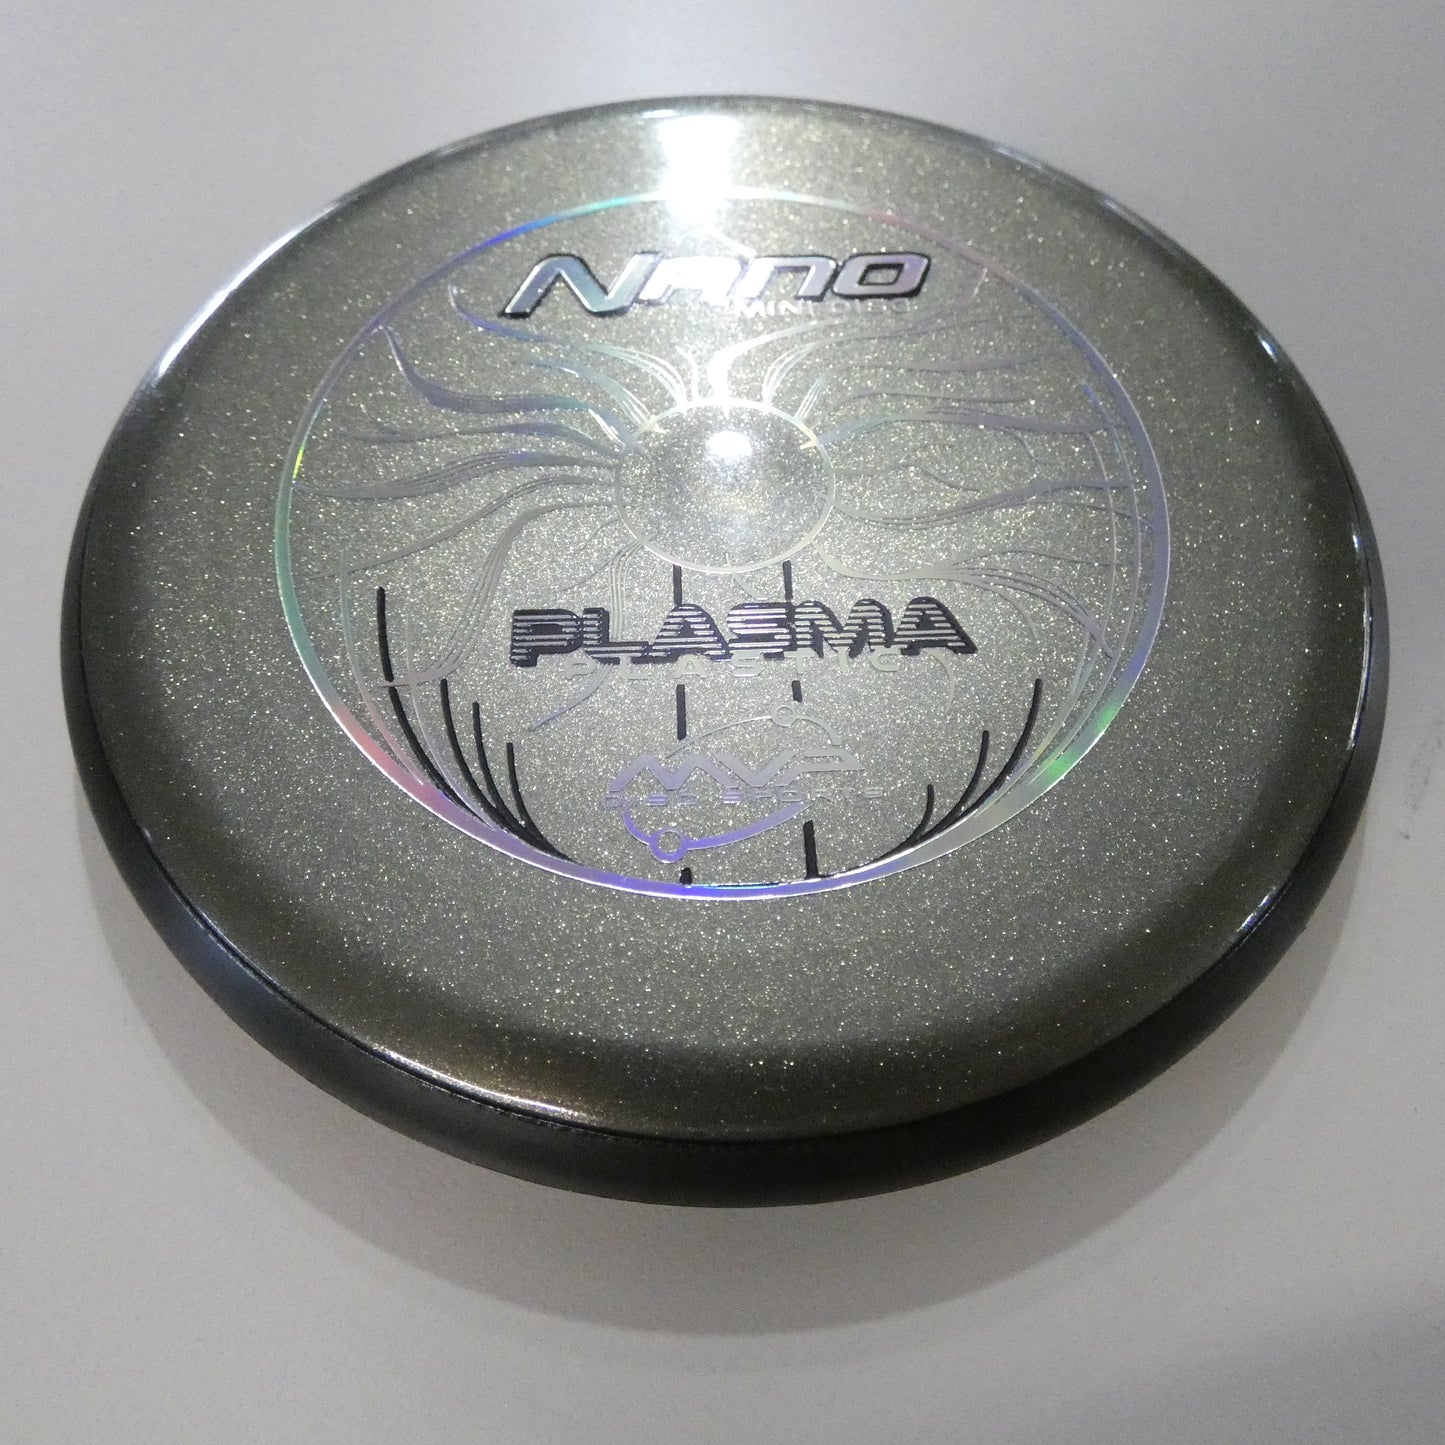 NANO
MINI DISC
PLASMA
PLASTIC
MVP
DISC SPORTS